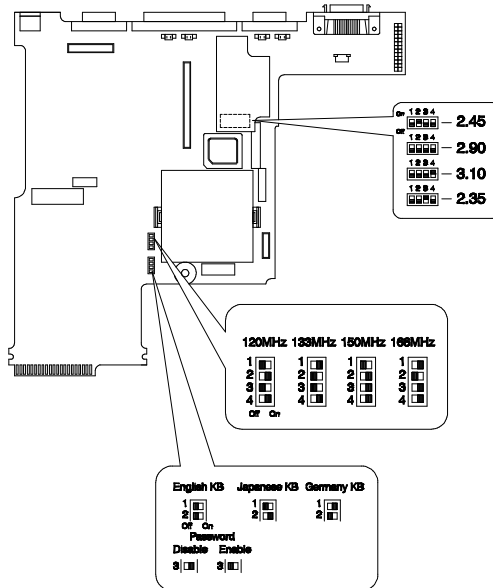 On 1 2 3 4
Off
2.45
1 2 3 4
2.90
1 2 3 4
3.10
1 2 3 4
2.35
120MHz 133MHz 150MHz 166MHz
1 1 1 1
2 2 2 2
3 3 3 3
4 4 4 4
Off On
English KB Japanese KB Germany KB
1 1 1
2 2 2
Off On
Password
Disable Enable
3 3